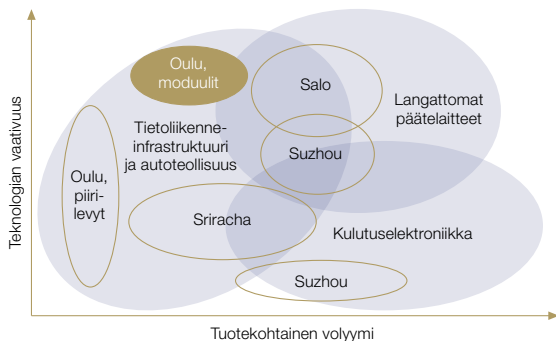 Teknologian vaativuus
Oulu,
moduulit
Salo
Langattomat
päätelaitteet
Tietoliikenne-
infrastruktuuri
ja autoteollisuus
Suzhou
Oulu,
piiri-
levyt
Sriracha
Kulutuselektroniikka
Suzhou
Tuotekohtainen volyymi